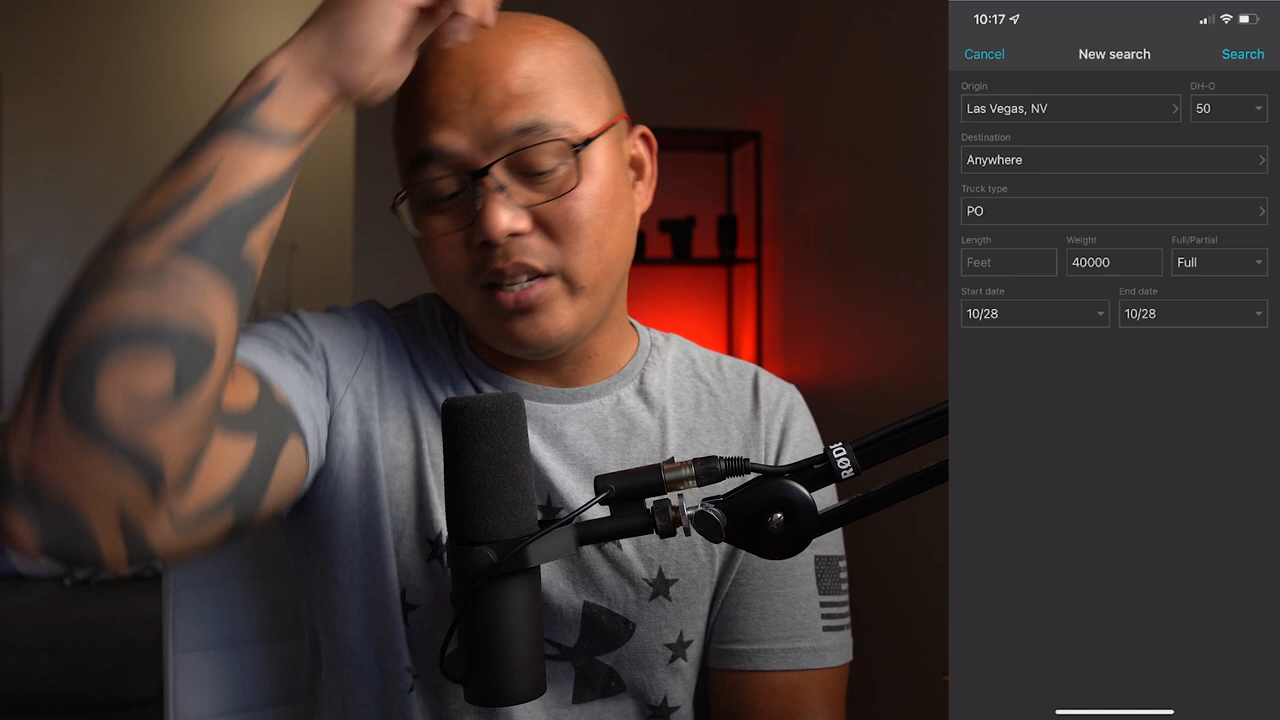 10:17
Cancel New search Search
Origin DH-O
Las Vegas, NV 50
Destination
Anywhere
Truck type
PO
Length Weight Full/Partial
Feet 40000 Full
Start date End date
10/28 10/28
RØDE